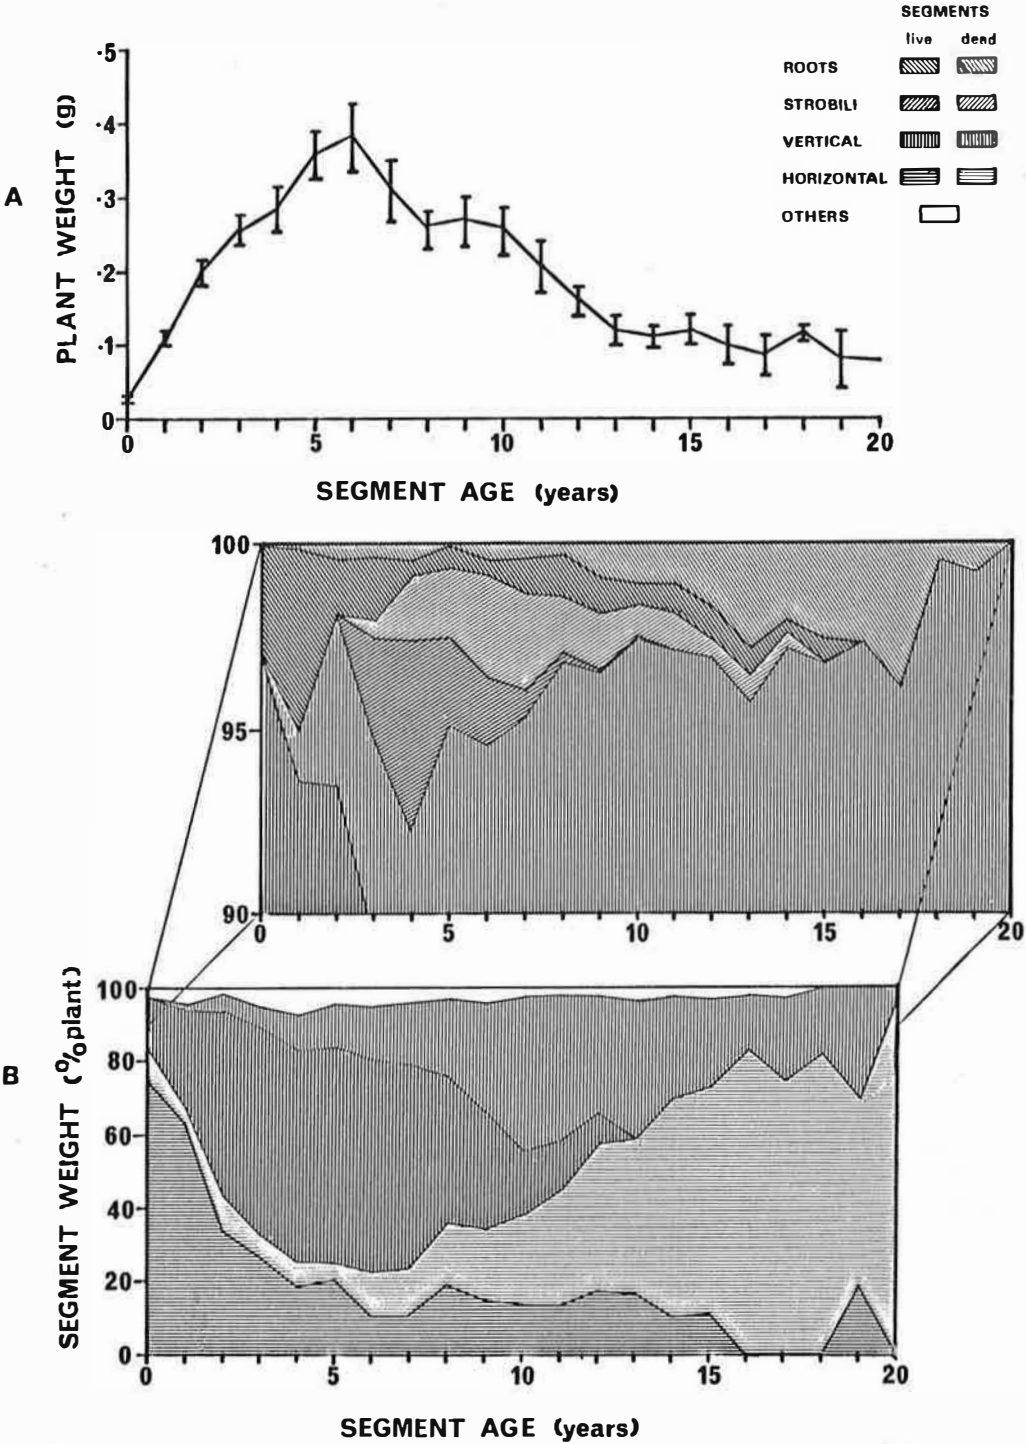 SEGMENTS
live dead
ROOTS
STROBILI
VERTICAL
HORIZONTAL
OTHERS
A
PLANT WEIGHT (g)
·5
·4
·3
·2
·1
0
0 5 10 15 20
SEGMENT AGE (years)
100
95
90
0 5 10 15 20
B
SEGMENT WEIGHT (% plant)
100
80
60
40
20
0
0 5 10 15 20
SEGMENT AGE (years)